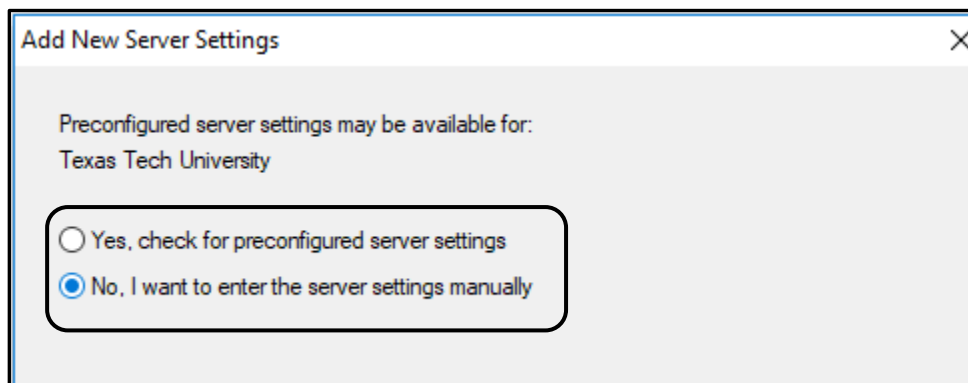 Add New Server Settings
Preconfigured server settings may be available for:
Texas Tech University
Yes, check for preconfigured server settings
No, I want to enter the server settings manually